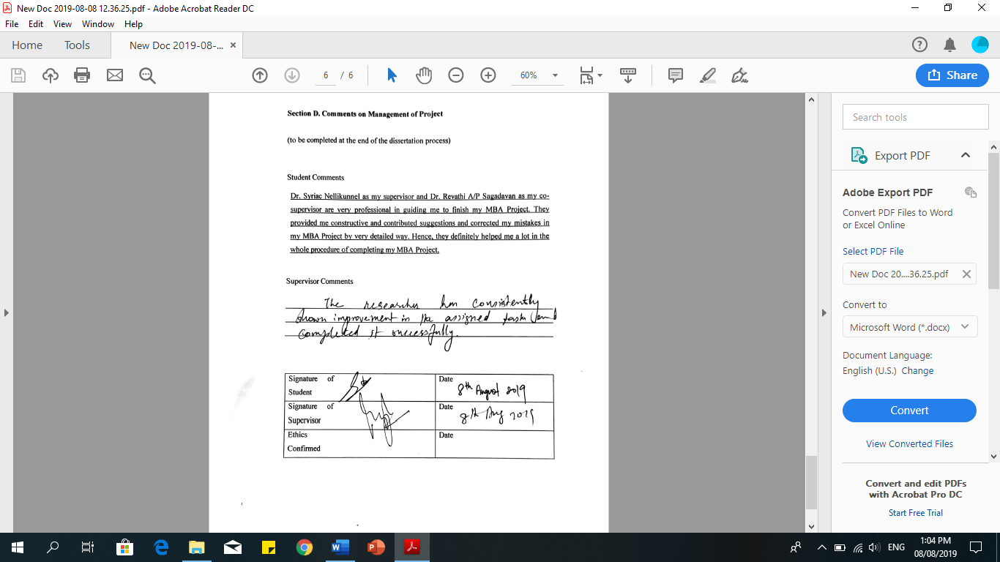 New Doc 2019-08-08 12.36.25.pdf - Adobe Acrobat Reader DC
File Edit View Window Help
Home Tools New Doc 2019-08-...
6 / 6 60% Share
Section D. Comments on Management of Project
(to be completed at the end of the dissertation process)
Student Comments
Dr. Syriac Nellikunnel as my supervisor and Dr. Revathi A/P Sagadavan as my co-
supervisor are very professional in guiding me to finish my MBA Project. They
provided me constructive and contributed suggestions and corrected my mistakes in
my MBA Project by very detailed way. Hence, they definitely helped me a lot in the
whole procedure of completing my MBA Project.
Supervisor Comments
The researcher has consistently
shown improvement in the assigned task and
completed it successfully.
Signature of Date
Student 8th August 2019
Signature of Date
Supervisor 8th Aug 2019
Ethics Date
Confirmed
Search tools
Export PDF
Adobe Export PDF
Convert PDF Files to Word
or Excel Online
Select PDF File
New Doc 20....36.25.pdf
Convert to
Microsoft Word (*.docx)
Document Language:
English (U.S.) Change
Convert
View Converted Files
Convert and edit PDFs
with Acrobat Pro DC
Start Free Trial
ENG
1:04 PM
08/08/2019